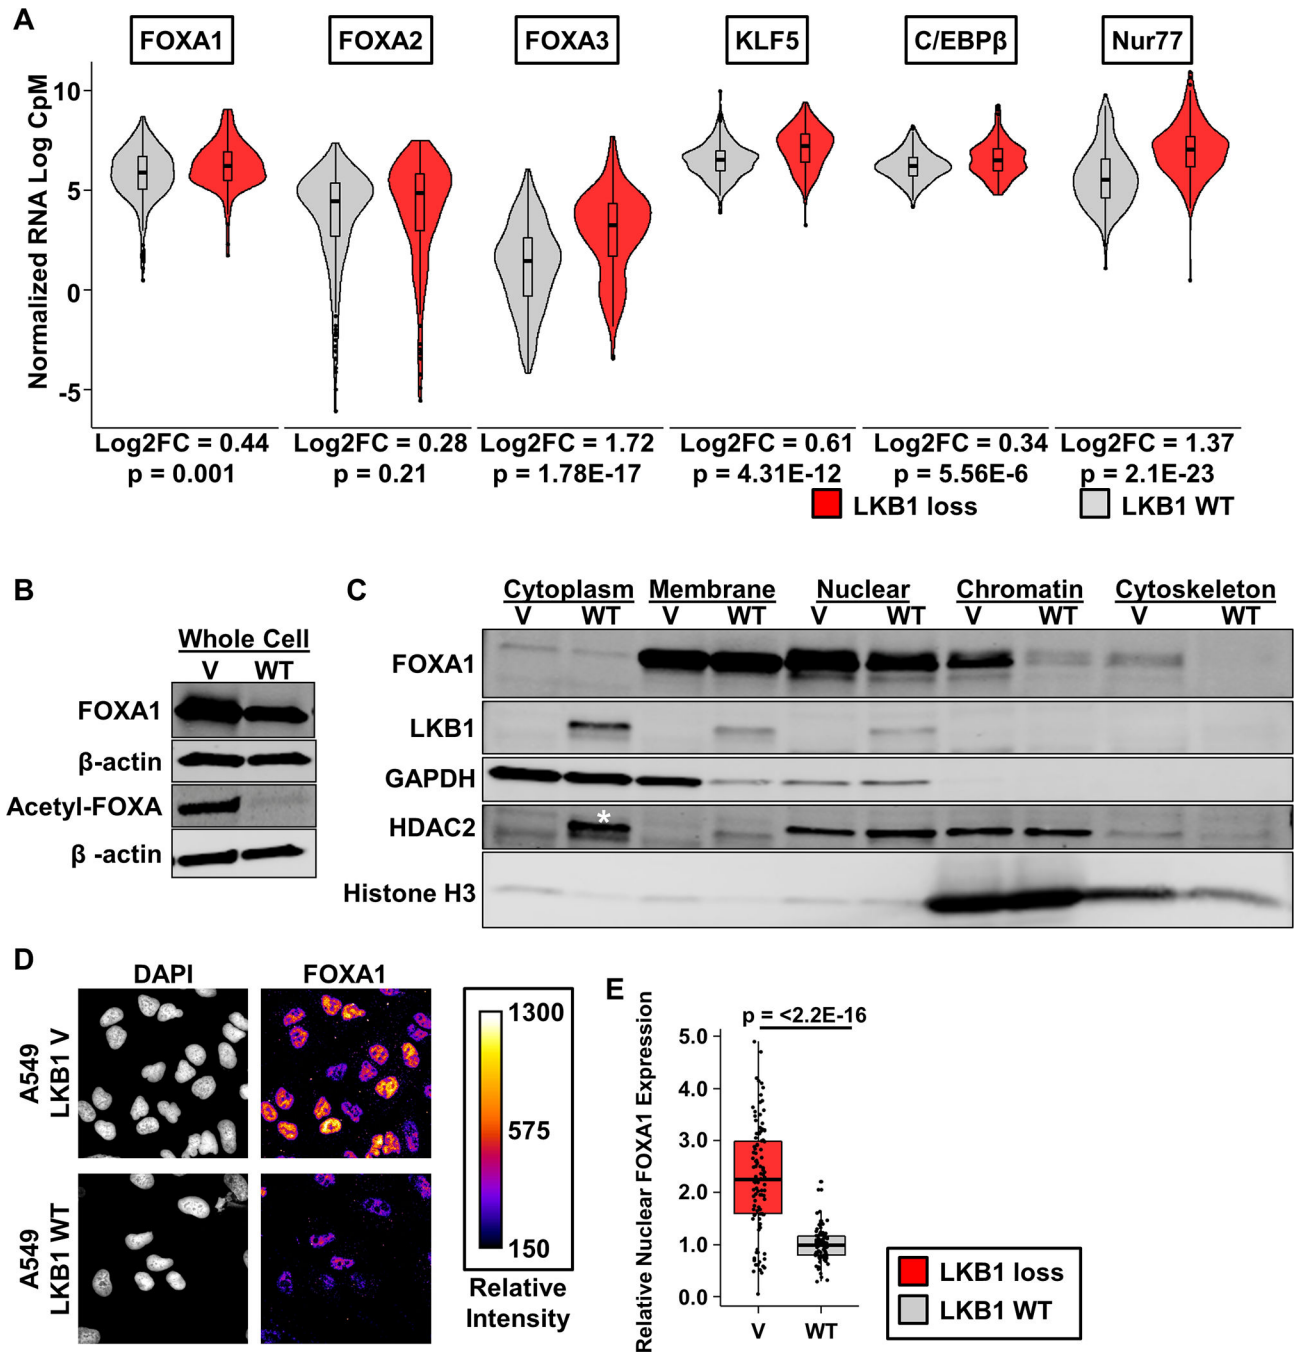 A
FOXA1 FOXA2 FOXA3 KLF5 C/EBPβ Nur77
Normalized RNA Log CpM
10
5
0
-5
Log2FC = 0.44 Log2FC = 0.28 Log2FC = 1.72 Log2FC = 0.61 Log2FC = 0.34 Log2FC = 1.37
p = 0.001 p = 0.21 p = 1.78E-17 p = 4.31E-12 p = 5.56E-6 p = 2.1E-23
LKB1 loss LKB1 WT
B
Whole Cell
V WT
FOXA1
β-actin
Acetyl-FOXA
β -actin
C
Cytoplasm Membrane Nuclear Chromatin Cytoskeleton
V WT V WT V WT V WT V WT
FOXA1
LKB1
GAPDH
HDAC2
*
Histone H3
D
DAPI FOXA1
A549
LKB1 V
A549
LKB1 WT
1300
575
150
Relative
Intensity
E
Relative Nuclear FOXA1 Expression
p = <2.2E-16
5.0
4.0
3.0
2.0
1.0
0.0
V WT
LKB1 loss
LKB1 WT